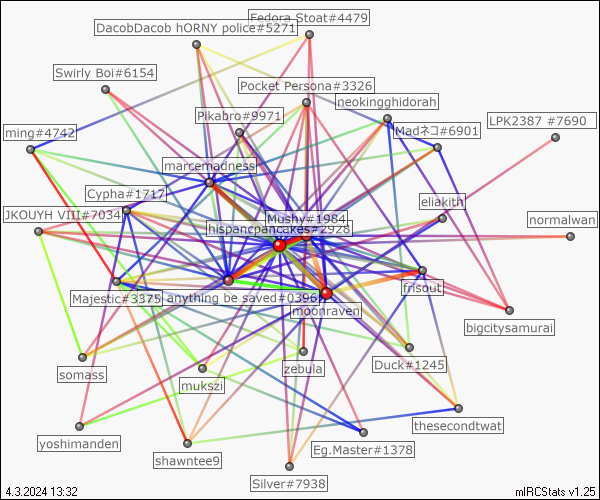 Fedora Stoat#4479
DacobDacob hORNY police#5271
Swirly Boi#6154
Pocket Persona#3326
neokingghidorah
Pikabro#9971
LPK2387 #7690
ming#4742
Madネコ#6901
marcemadness
Cypha#1717
eliakith
JKOUYH VIII#7034
Mushy#1984
normalwan
hispancpancakes#2928
Majestic#3375
anything be saved#0396
frisout
moonraven
bigcitysamurai
somass
zebula
Duck#1245
mukszi
thesecondtwat
yoshimanden
Eg.Master#1378
shawntee9
Silver#7938
4.3.2024 13:32
mIRCStats v1.25